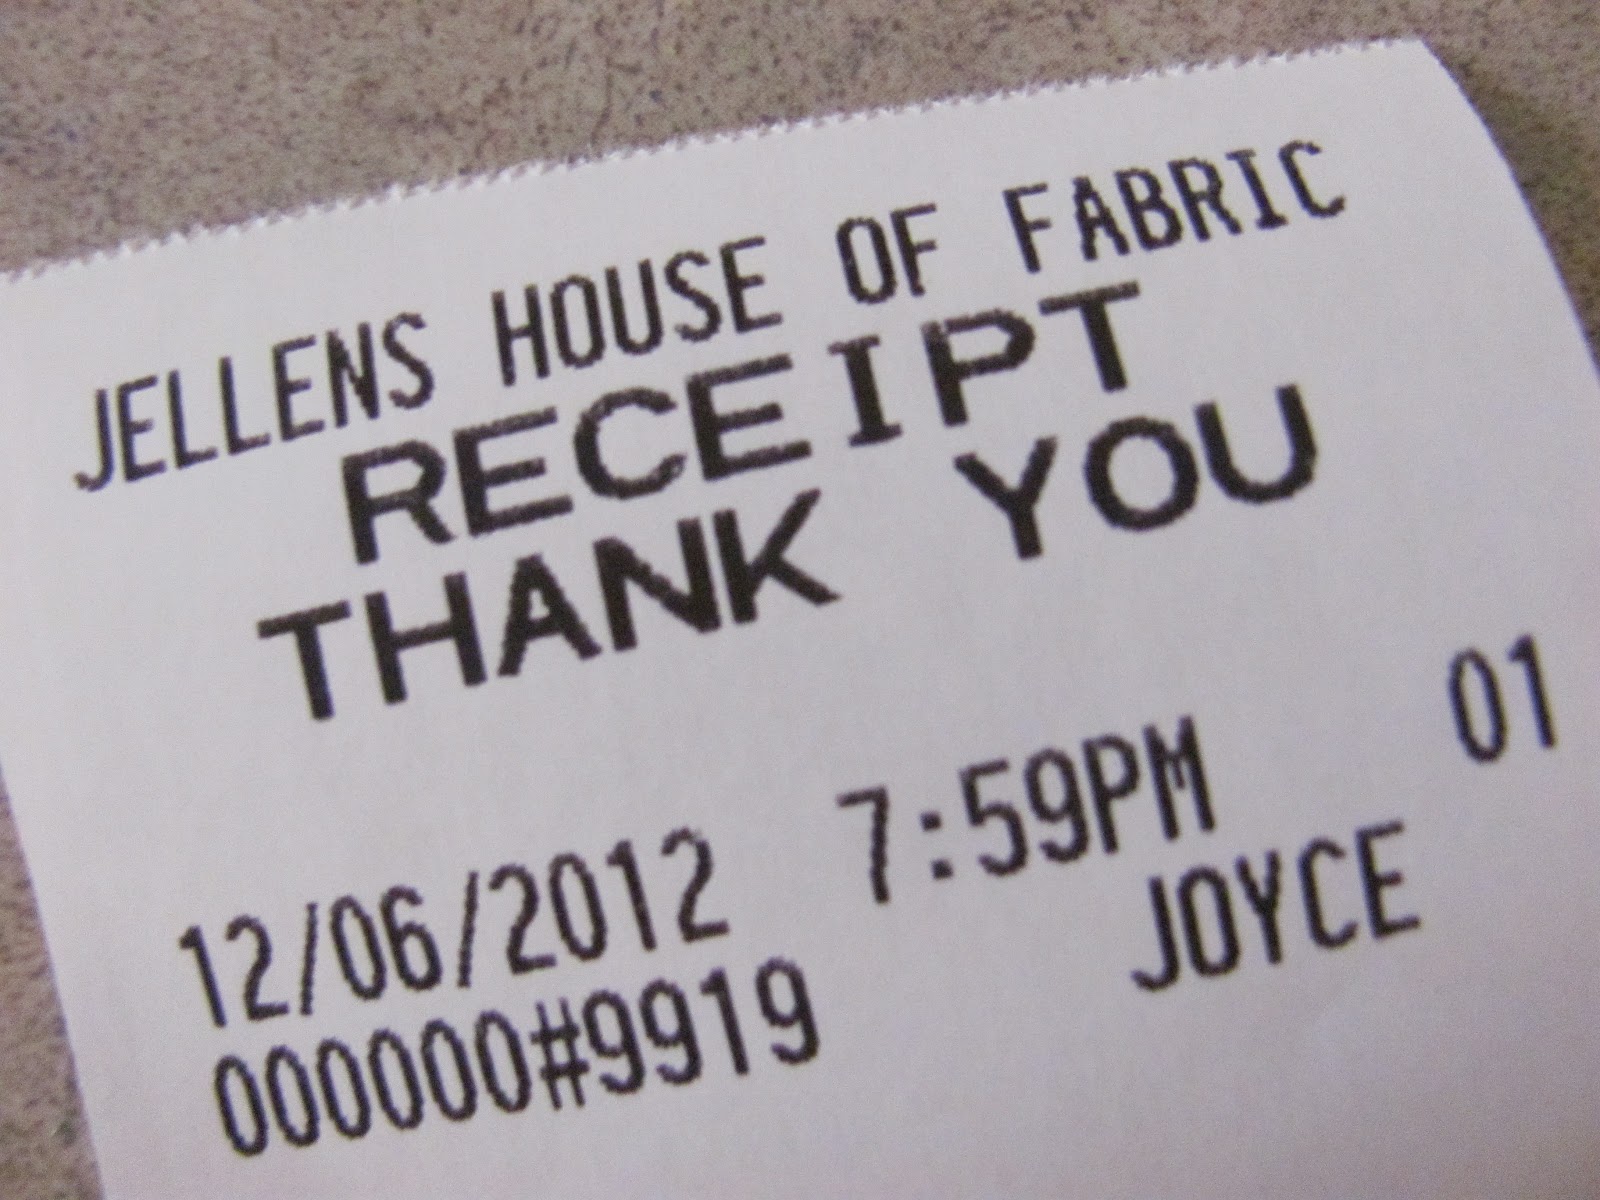 JELLENS HOUSE OF FABRIC
RECEIPT
THANK YOU
12/06/2012 7:59PM 01
000000#9919 JOYCE